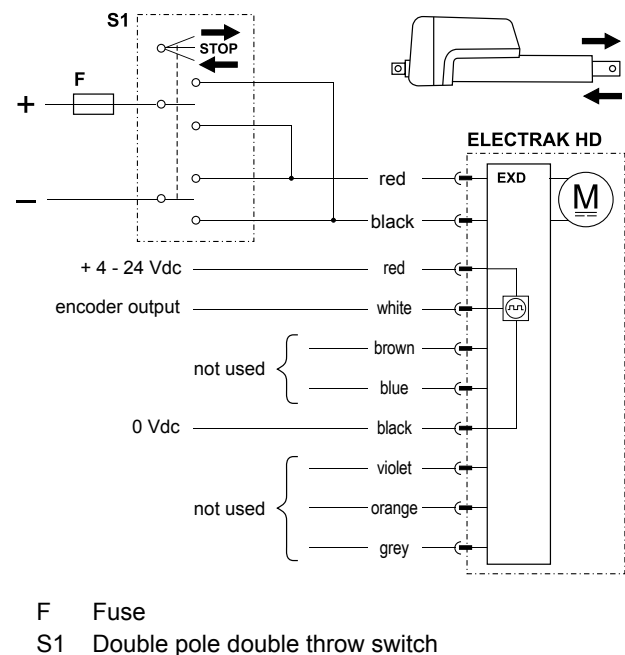 S1
STOP
F
+
−
ELECTRAK HD
EXD
M
red
black
+ 4 - 24 Vdc red
encoder output white
brown
not used
blue
0 Vdc black
violet
not used orange
grey
F Fuse
S1 Double pole double throw switch